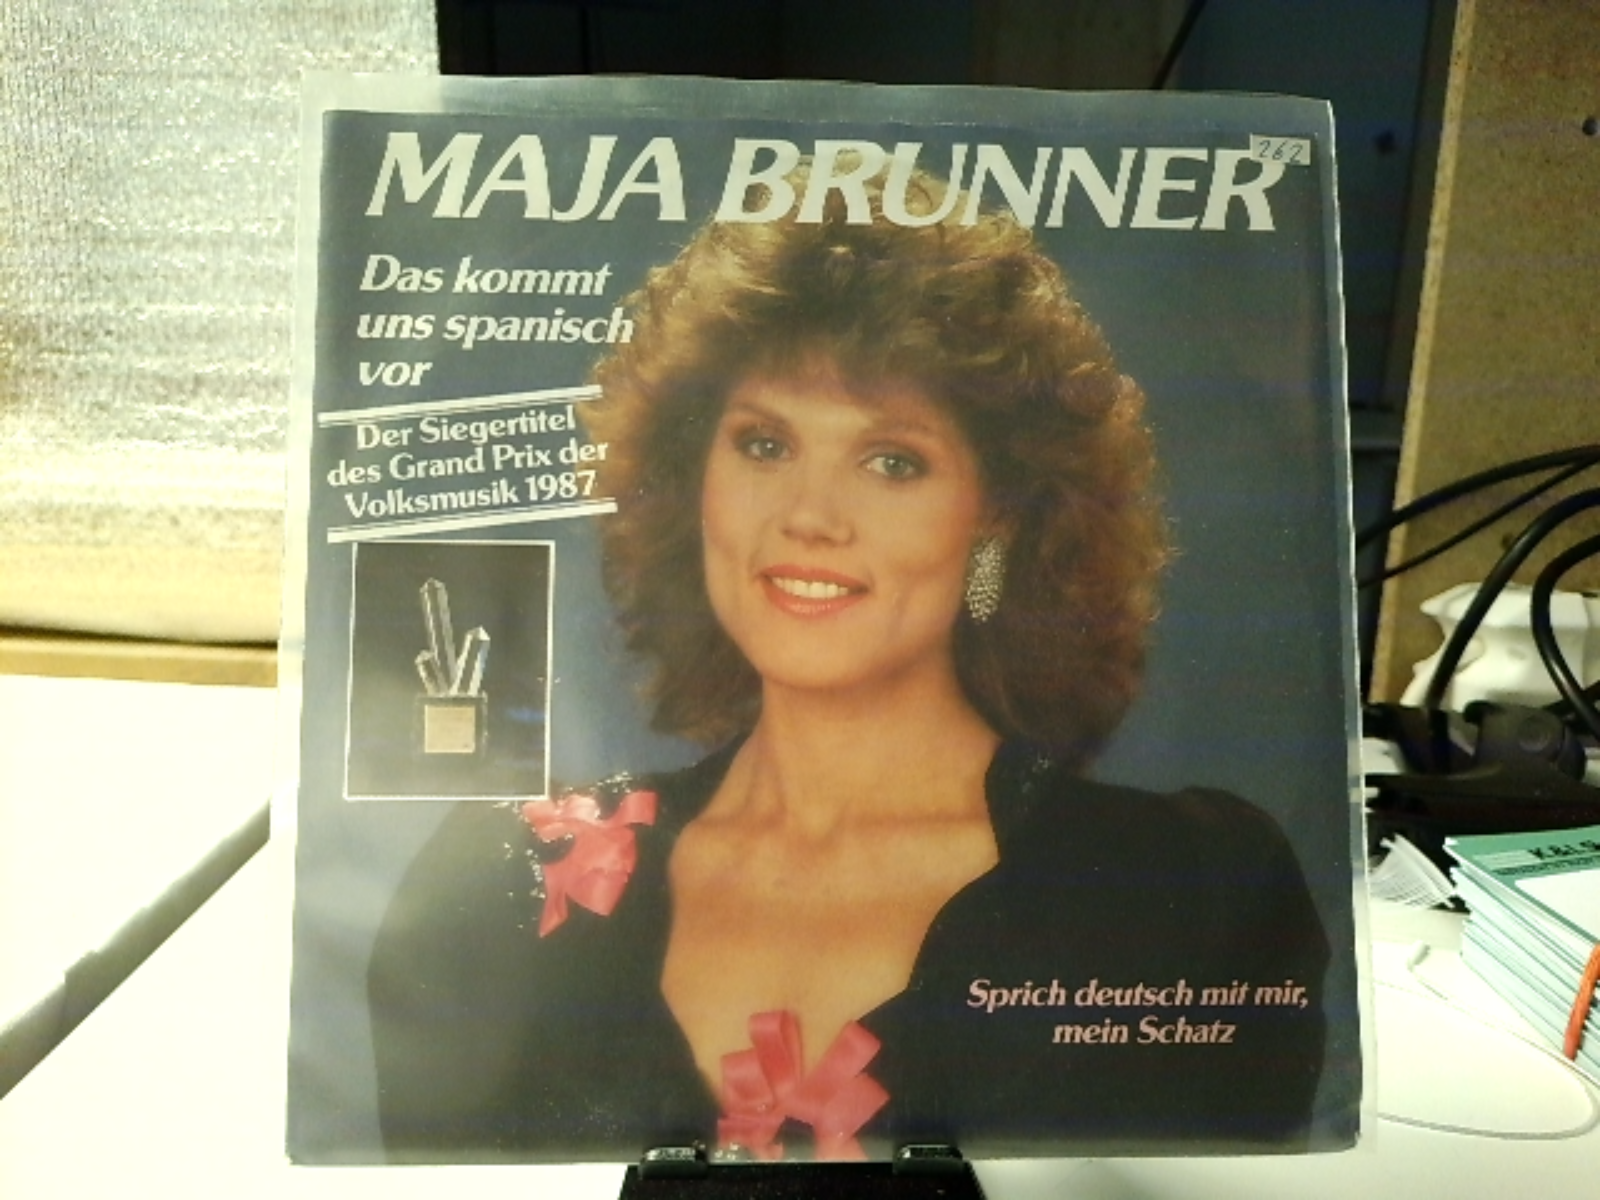 MAJA BRUNNER
262
Das kommt
uns spanisch
vor
Der Siegertitel
des Grand Prix der
Volksmusik 1987
Sprich deutsch mit mir,
mein Schatz